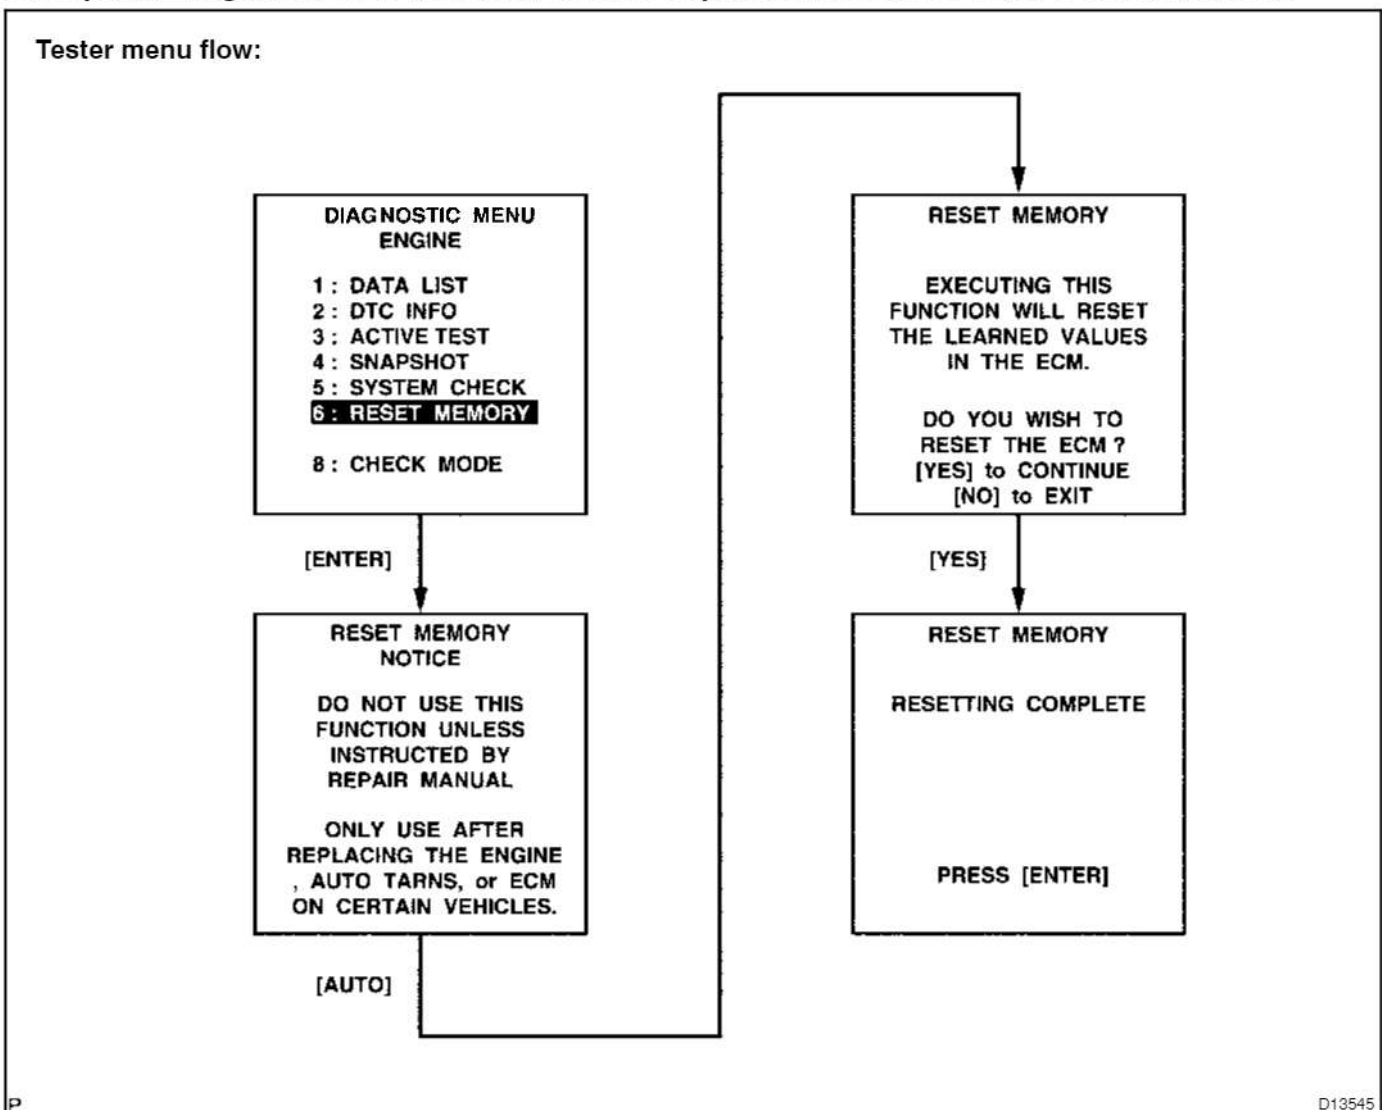 Tester menu flow:
DIAGNOSTIC MENU
ENGINE
1 : DATA LIST
2 : DTC INFO
3 : ACTIVE TEST
4 : SNAPSHOT
5 : SYSTEM CHECK
6 : RESET MEMORY
8 : CHECK MODE
[ENTER]
RESET MEMORY
NOTICE
DO NOT USE THIS
FUNCTION UNLESS
INSTRUCTED BY
REPAIR MANUAL
ONLY USE AFTER
REPLACING THE ENGINE
, AUTO TARNS, or ECM
ON CERTAIN VEHICLES.
[AUTO]
RESET MEMORY
EXECUTING THIS
FUNCTION WILL RESET
THE LEARNED VALUES
IN THE ECM.
DO YOU WISH TO
RESET THE ECM ?
[YES] to CONTINUE
[NO] to EXIT
[YES]
RESET MEMORY
RESETTING COMPLETE
PRESS [ENTER]
P
D13545